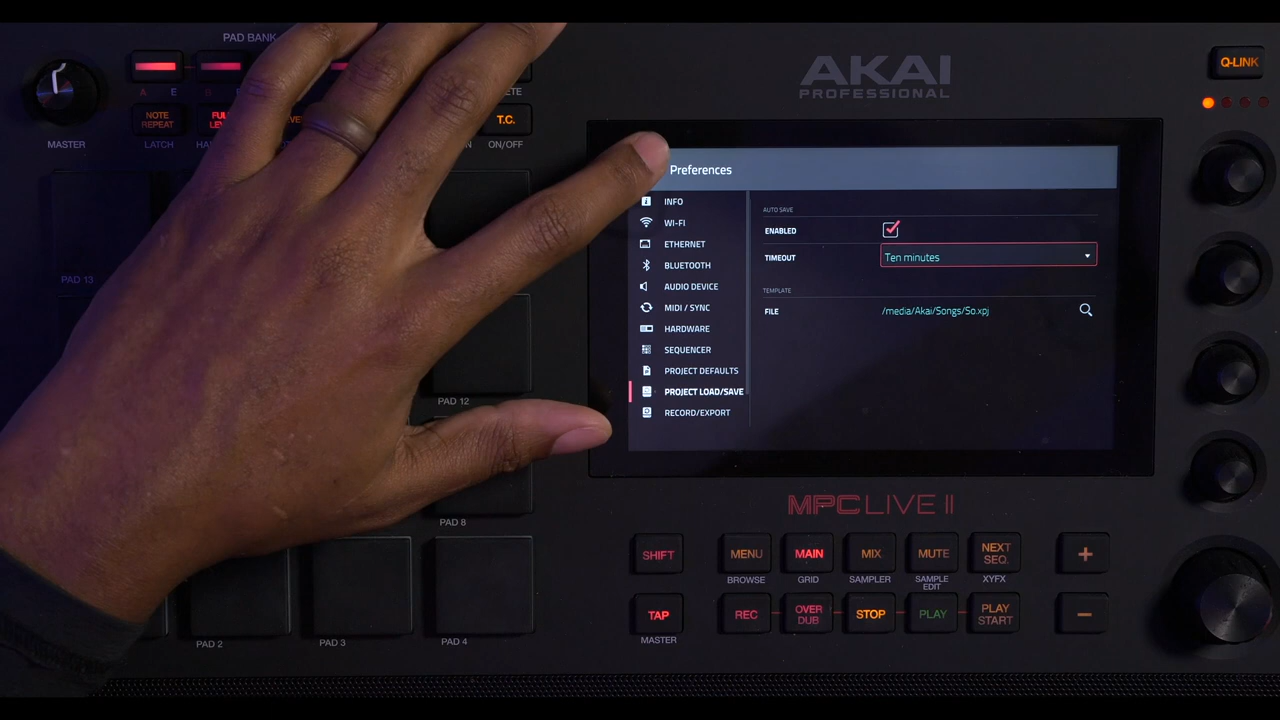 PAD BANK
AKAI
PROFESSIONAL
Q-LINK
A E B
NOTE REPEAT
T.C.
MASTER
LATCH
ON/OFF
Preferences
INFO
WI-FI
ETHERNET
BLUETOOTH
AUDIO DEVICE
MIDI / SYNC
HARDWARE
SEQUENCER
PROJECT DEFAULTS
PROJECT LOAD/SAVE
RECORD/EXPORT
AUTO SAVE
ENABLED
TIMEOUT Ten minutes
TEMPLATE
FILE /media/Akai/Songs/So.xpj
PAD 13
PAD 12
PAD 8
PAD 2
PAD 3
PAD 4
MPC LIVE II
SHIFT MENU MAIN MIX MUTE NEXT SEQ. +
BROWSE GRID SAMPLER SAMPLE EDIT XYFX
TAP REC OVER DUB STOP PLAY PLAY START −
MASTER